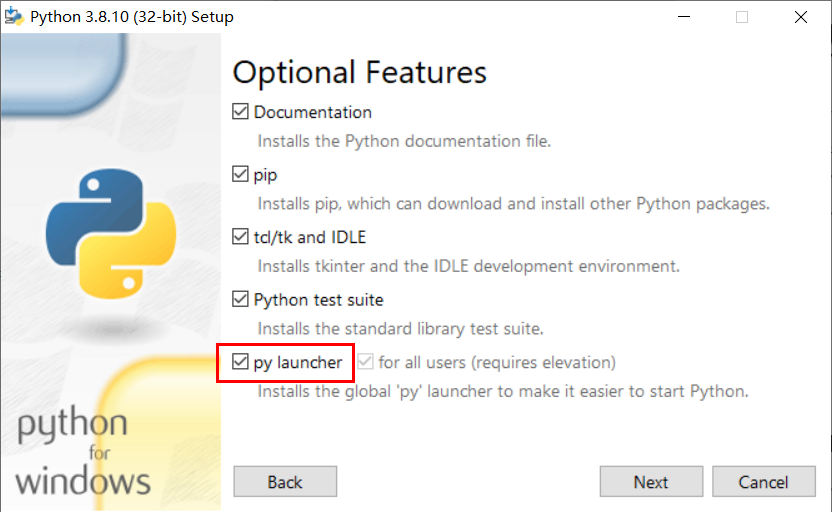 Python 3.8.10 (32-bit) Setup
Optional Features
Documentation
Installs the Python documentation file.
pip
Installs pip, which can download and install other Python packages.
tcl/tk and IDLE
Installs tkinter and the IDLE development environment.
Python test suite
Installs the standard library test suite.
py launcher for all users (requires elevation)
Installs the global 'py' launcher to make it easier to start Python.
python
for
windows
Back Next Cancel